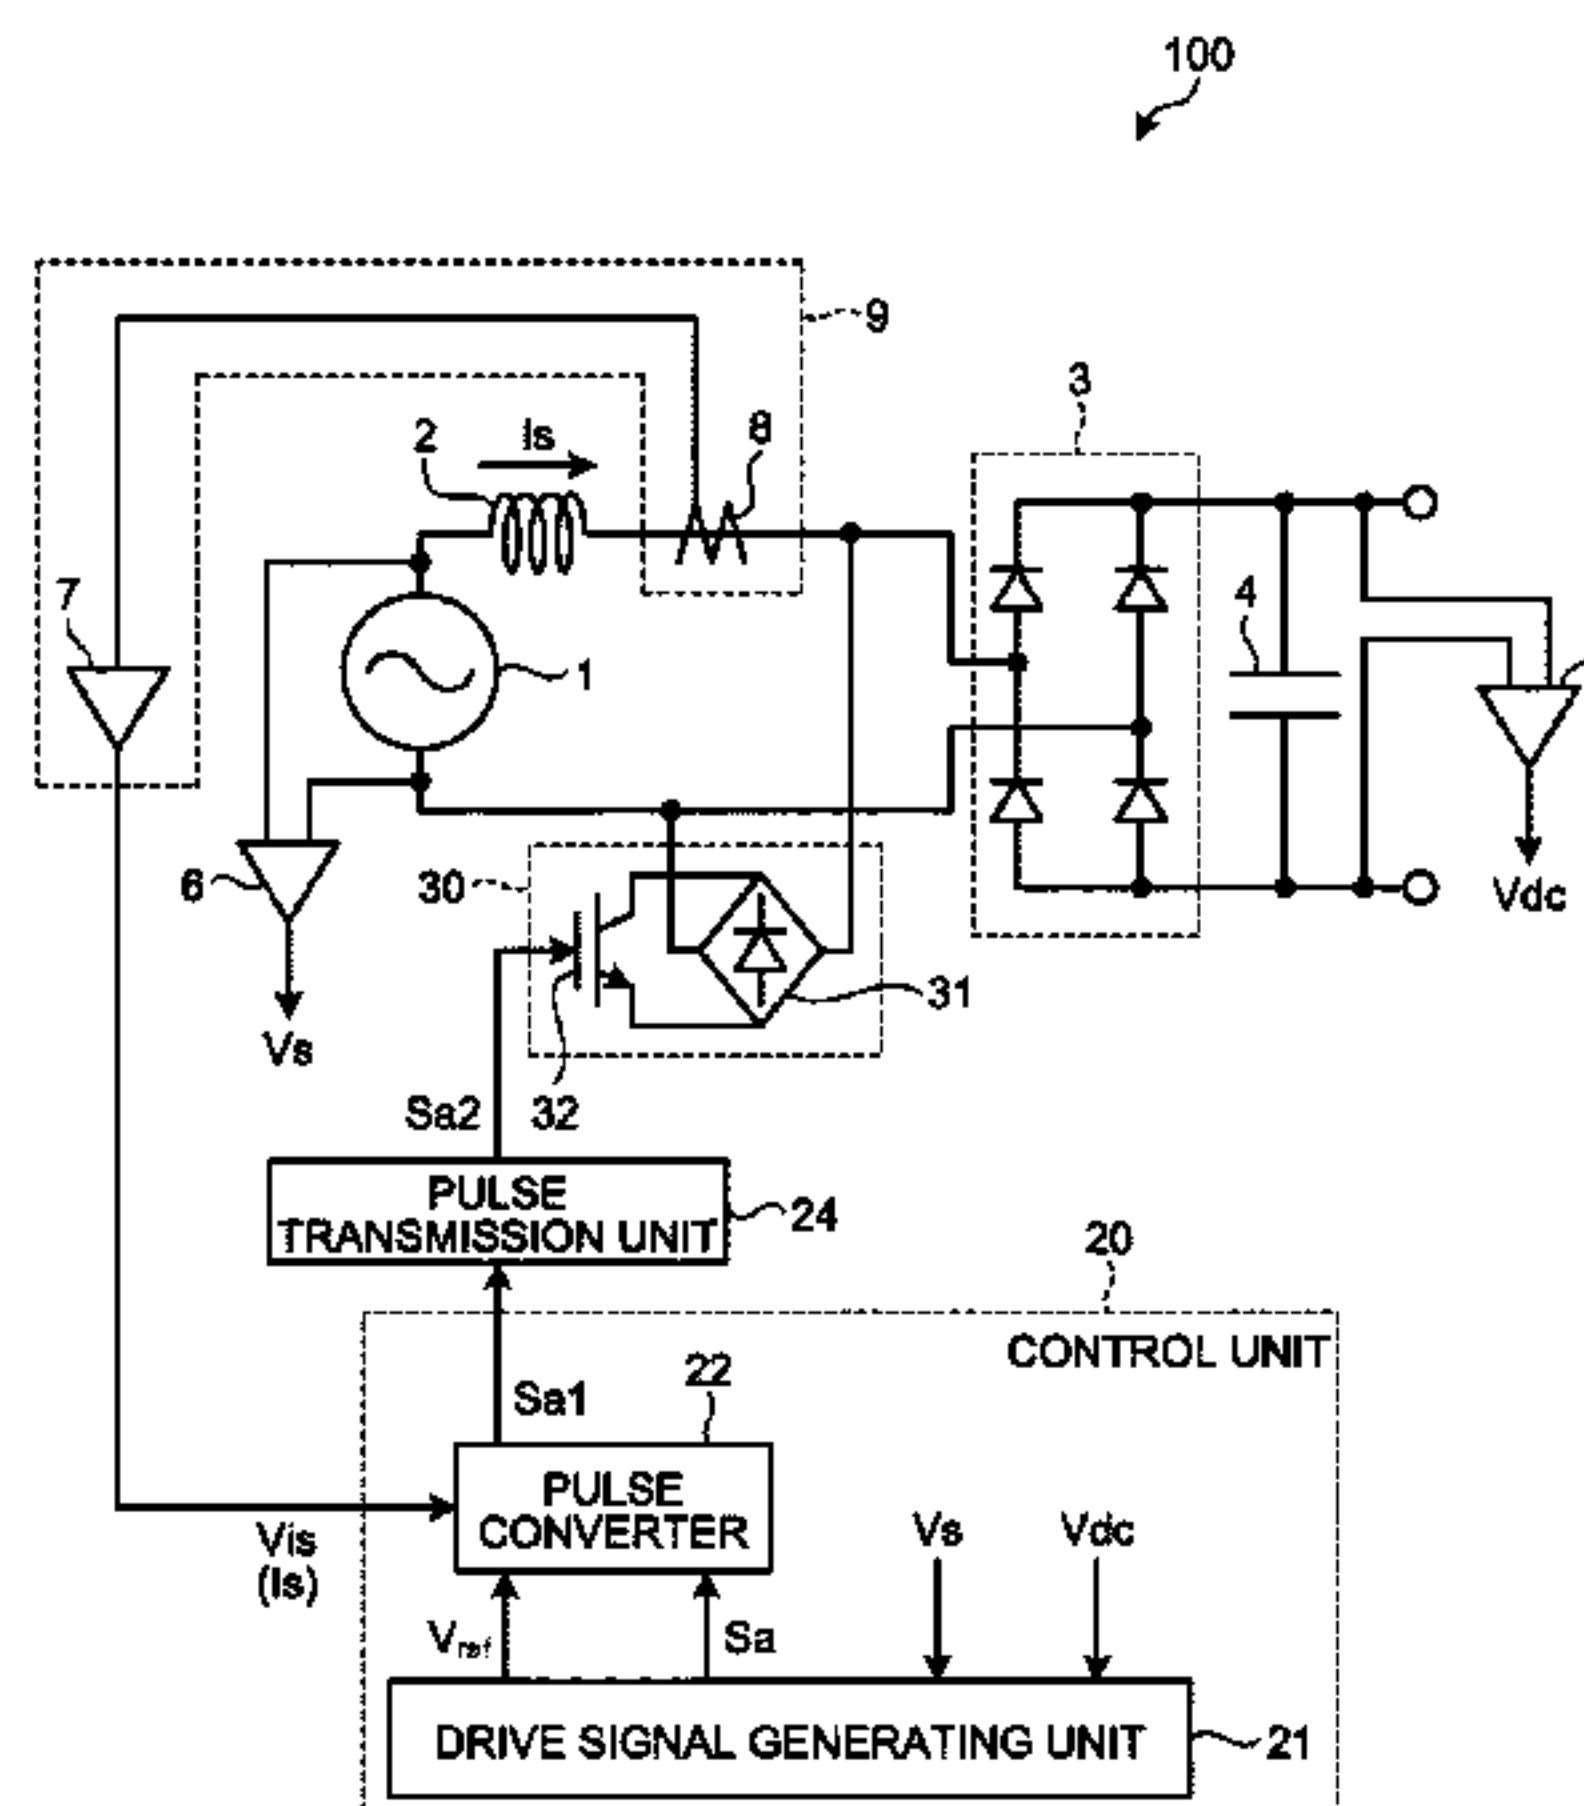 100
9
3
2
Is
8
7
4
1
6
30
Vdc
31
Vs
Sa2
32
PULSE
TRANSMISSION UNIT
24
20
CONTROL UNIT
22
Sa1
PULSE
CONVERTER
Vis
(Is)
Vs
Vdc
Vref
Sa
DRIVE SIGNAL GENERATING UNIT
21